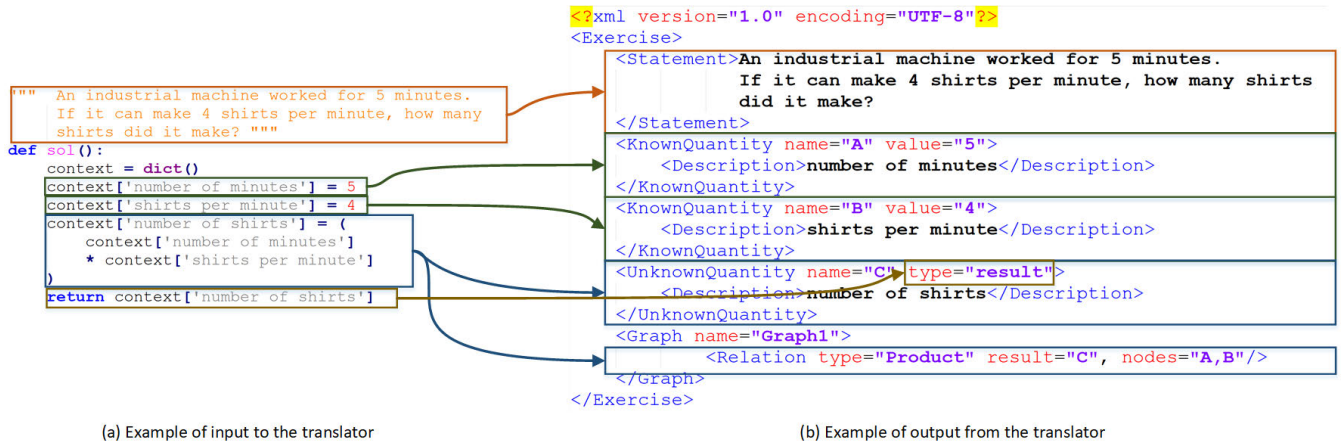 """ An industrial machine worked for 5 minutes.
If it can make 4 shirts per minute, how many
shirts did it make? """
def sol():
context = dict()
context['number of minutes'] = 5
context['shirts per minute'] = 4
context['number of shirts'] = (
context['number of minutes']
* context['shirts per minute']
)
return context['number of shirts']
(a) Example of input to the translator
<?xml version="1.0" encoding="UTF-8"?>
<Exercise>
<Statement>An industrial machine worked for 5 minutes.
If it can make 4 shirts per minute, how many shirts
did it make?
</Statement>
<KnownQuantity name="A" value="5">
<Description>number of minutes</Description>
</KnownQuantity>
<KnownQuantity name="B" value="4">
<Description>shirts per minute</Description>
</KnownQuantity>
<UnknownQuantity name="C" type="result">
<Description>number of shirts</Description>
</UnknownQuantity>
<Graph name="Graph1">
<Relation type="Product" result="C", nodes="A,B"/>
</Graph>
</Exercise>
(b) Example of output from the translator